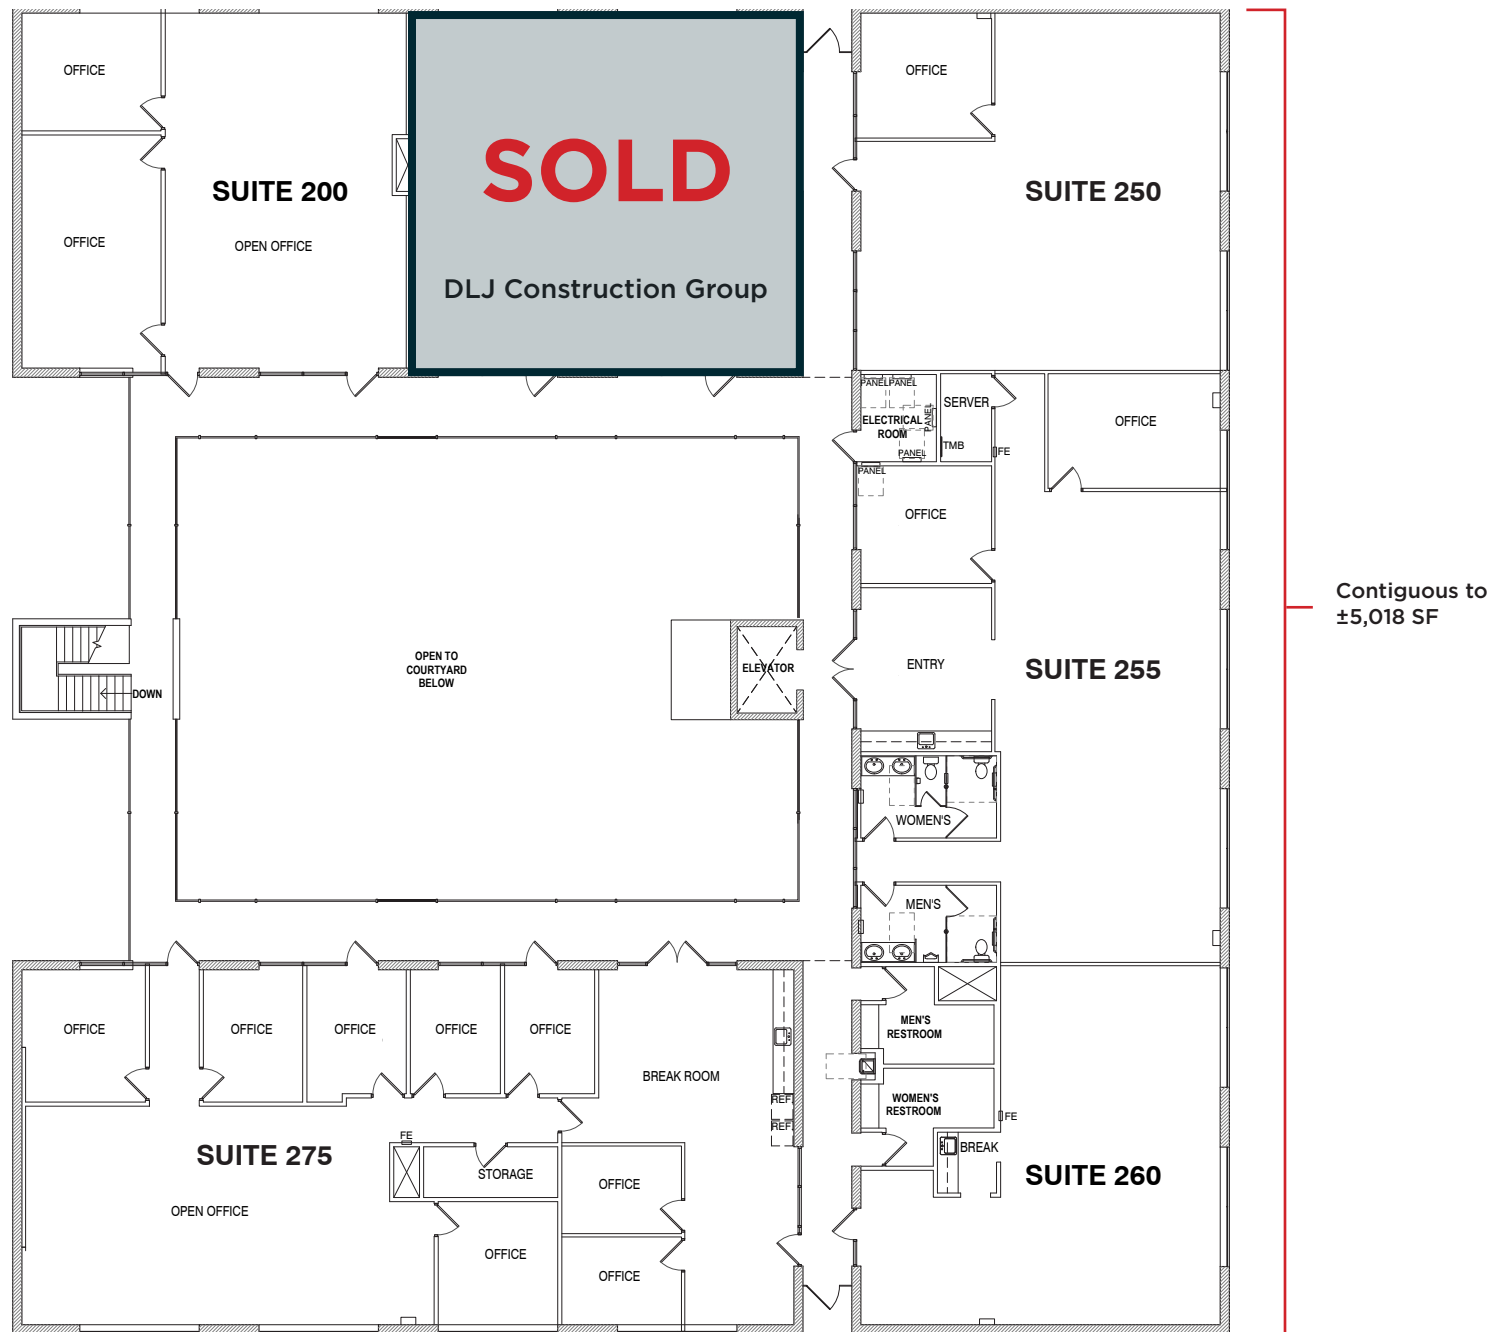 OFFICE
OFFICE
SUITE 200
OPEN OFFICE
SOLD
DLJ Construction Group
OFFICE
SUITE 250
PANEL
PANEL
PANEL
ELECTRICAL
ROOM
PANEL
SERVER
TMB
FE
OFFICE
PANEL
OFFICE
ENTRY
SUITE 255
Contiguous to
±5,018 SF
OPEN TO
COURTYARD
BELOW
ELEVATOR
DOWN
WOMEN'S
MEN'S
OFFICE
OFFICE
OFFICE
OFFICE
OFFICE
BREAK ROOM
REF.
REF.
SUITE 275
FE
STORAGE
OPEN OFFICE
OFFICE
OFFICE
OFFICE
MEN'S
RESTROOM
WOMEN'S
RESTROOM
FE
BREAK
SUITE 260